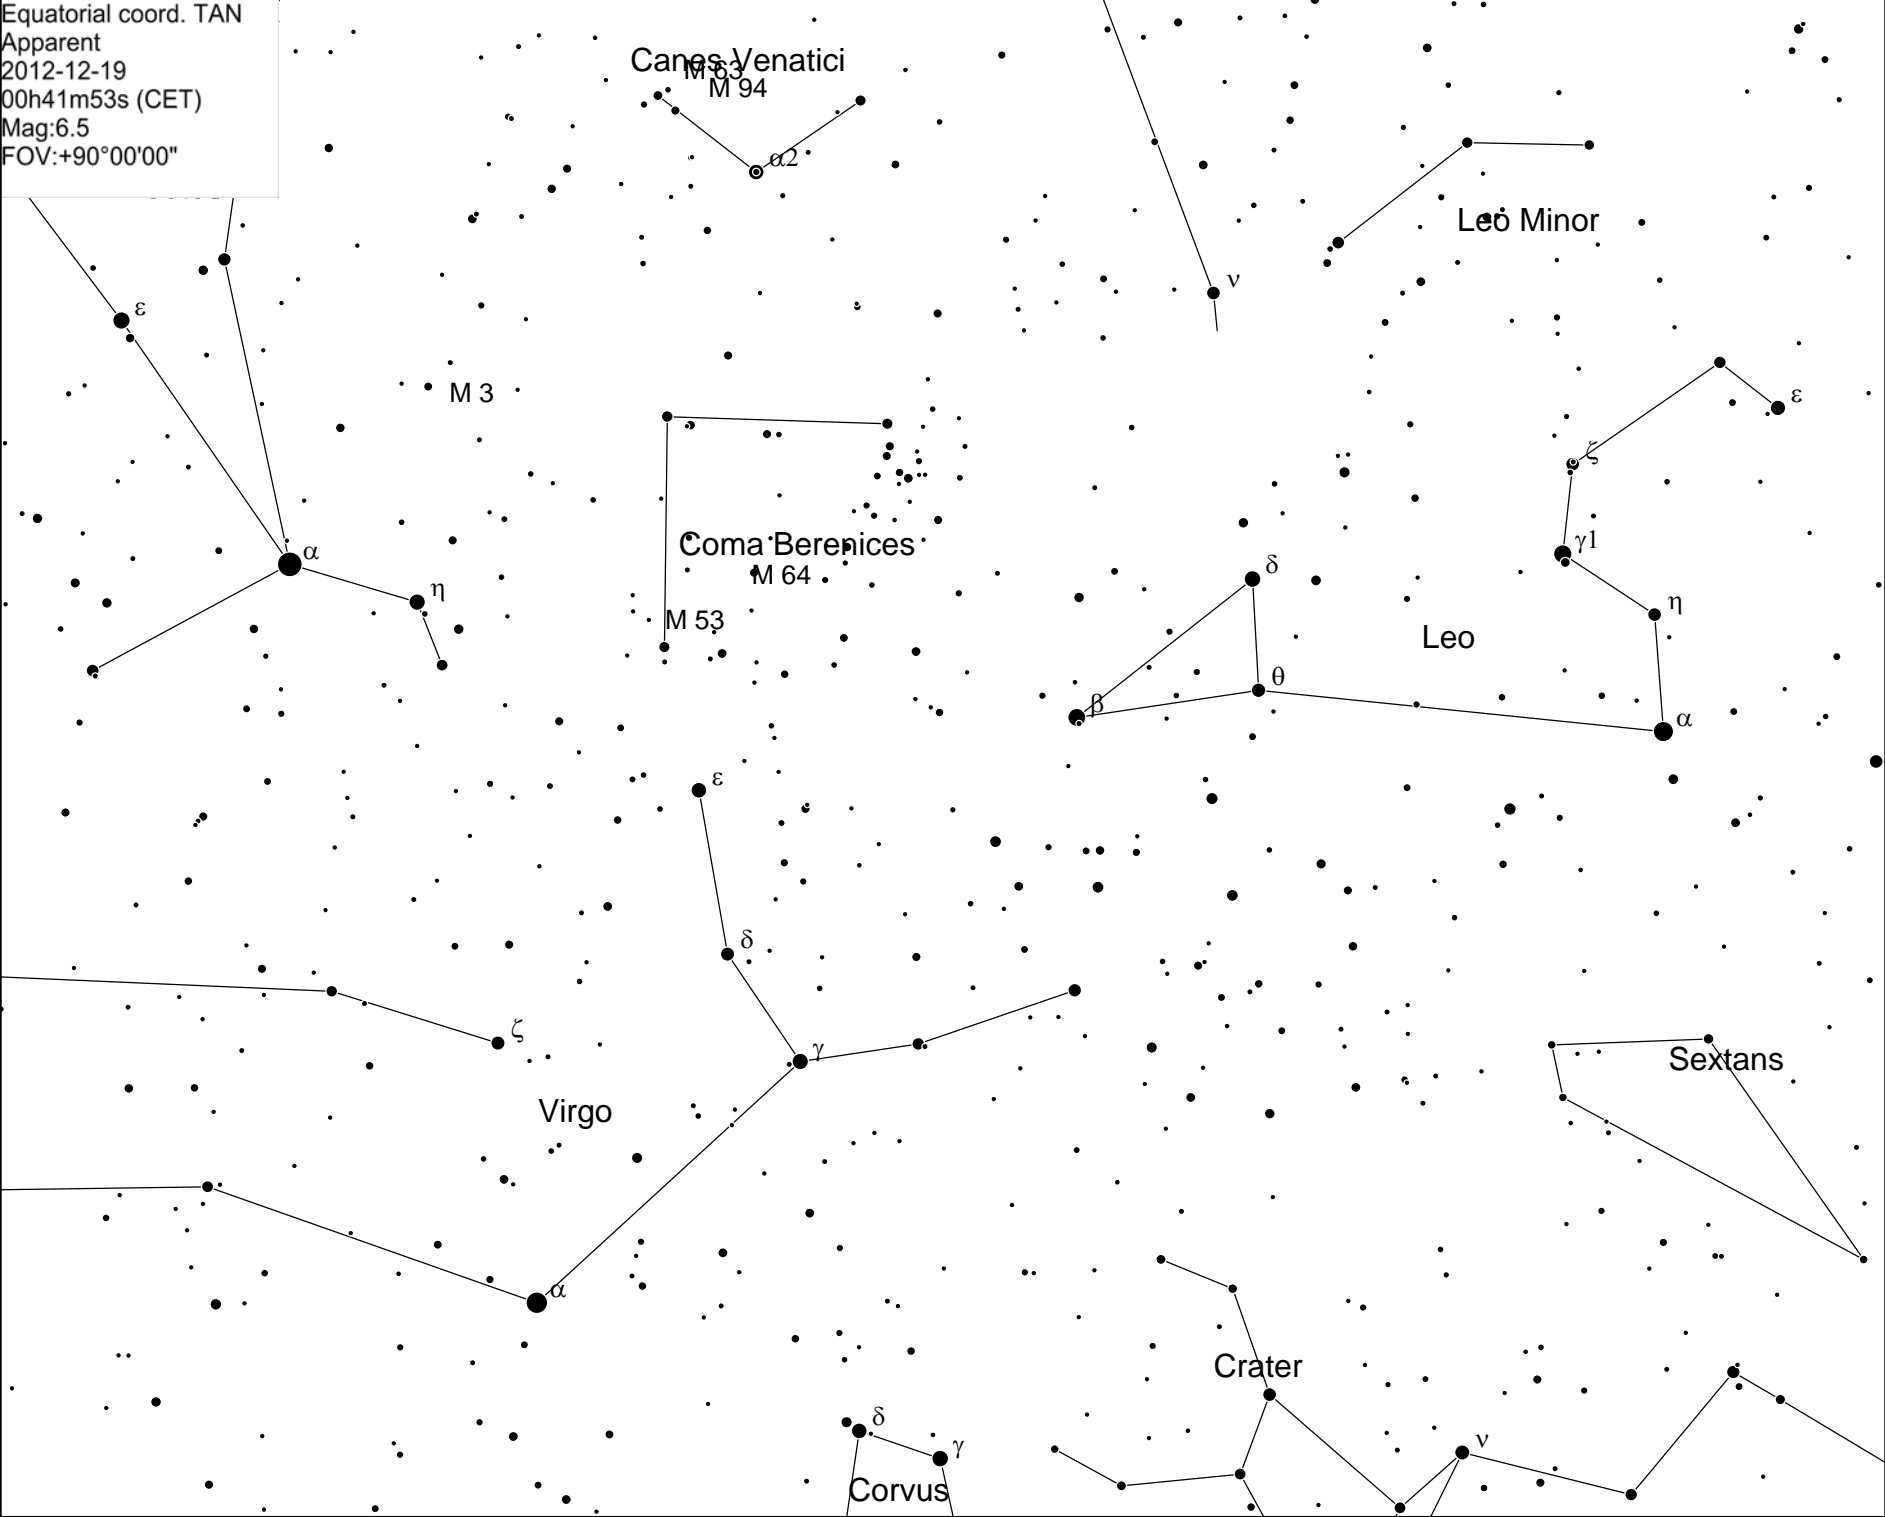 Equatorial coord. TAN
Apparent
2012-12-19
00h41m53s (CET)
Mag:6.5
FOV:+90°00'00"
Canes Venatici
M 63
M 94
α2
Leo Minor
ν
ε
M 3
ε
ζ
Coma Berenices
γ1
α
M 64
δ
η
η
M 53
Leo
θ
β
α
ε
δ
ζ
γ
Sextans
Virgo
α
Crater
δ
γ
ν
Corvus